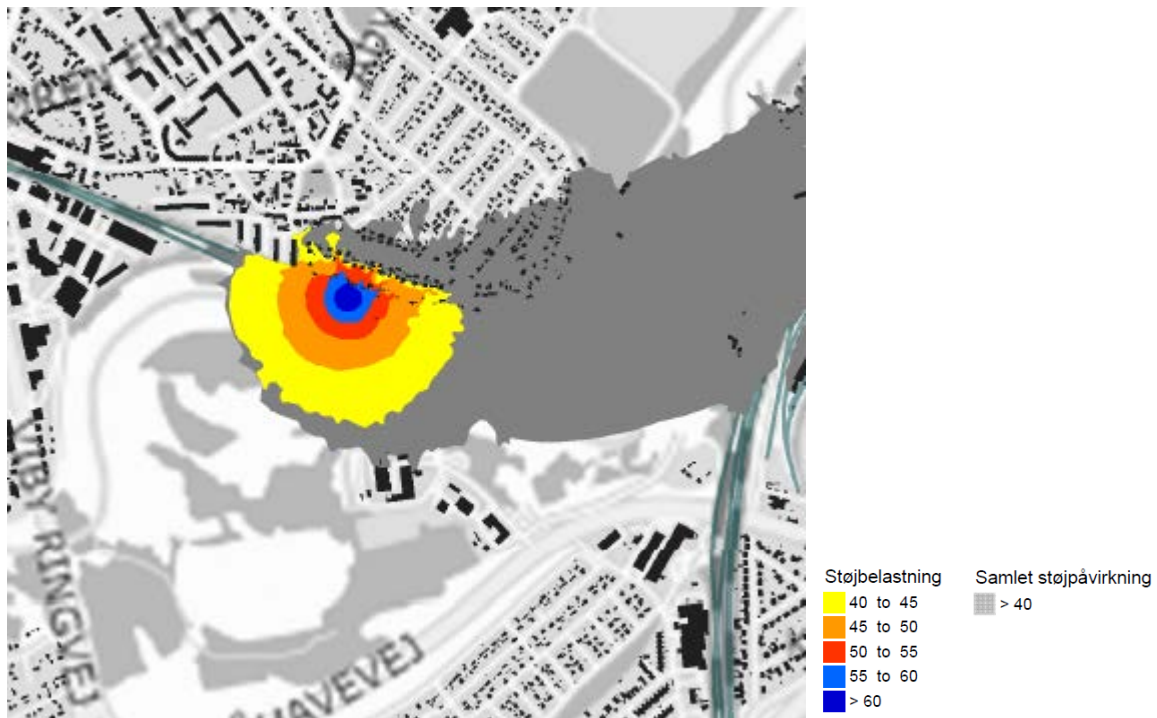 ÅBY
VIBY RINGVEJ
HAVEVEJ
Støjbelastning
40 to 45
45 to 50
50 to 55
55 to 60
> 60
Samlet støjpåvirkning
> 40